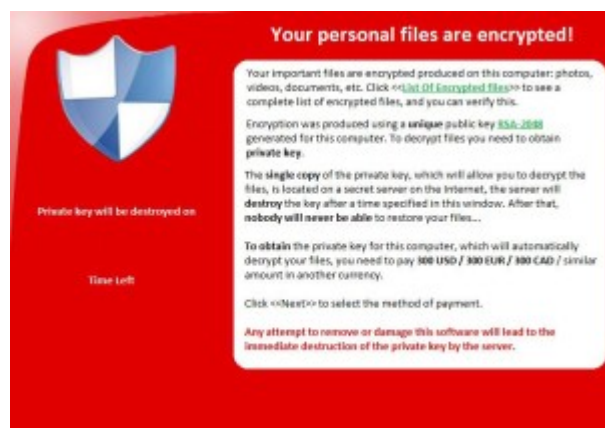 Your personal files are encrypted!
Your important files are encrypted produced on this computer: photos,
videos, documents, etc. Click <<List Of Encrypted files>> to see a
complete list of encrypted files, and you can verify this.
Encryption was produced using a unique public key RSA-2048
generated for this computer. To decrypt files you need to obtain
private key.
The single copy of the private key, which will allow you to decrypt the
files, is located on a secret server on the Internet, the server will
destroy the key after a time specified in this window. After that,
nobody will never be able to restore your files...
Private key will be destroyed on
To obtain the private key for this computer, which will automatically
decrypt your files, you need to pay 300 USD / 300 EUR / 300 CAD / similar
amount in another currency.
Time Left
Click <<Next>> to select the method of payment.
Any attempt to remove or damage this software will lead to the
immediate destruction of the private key by the server.